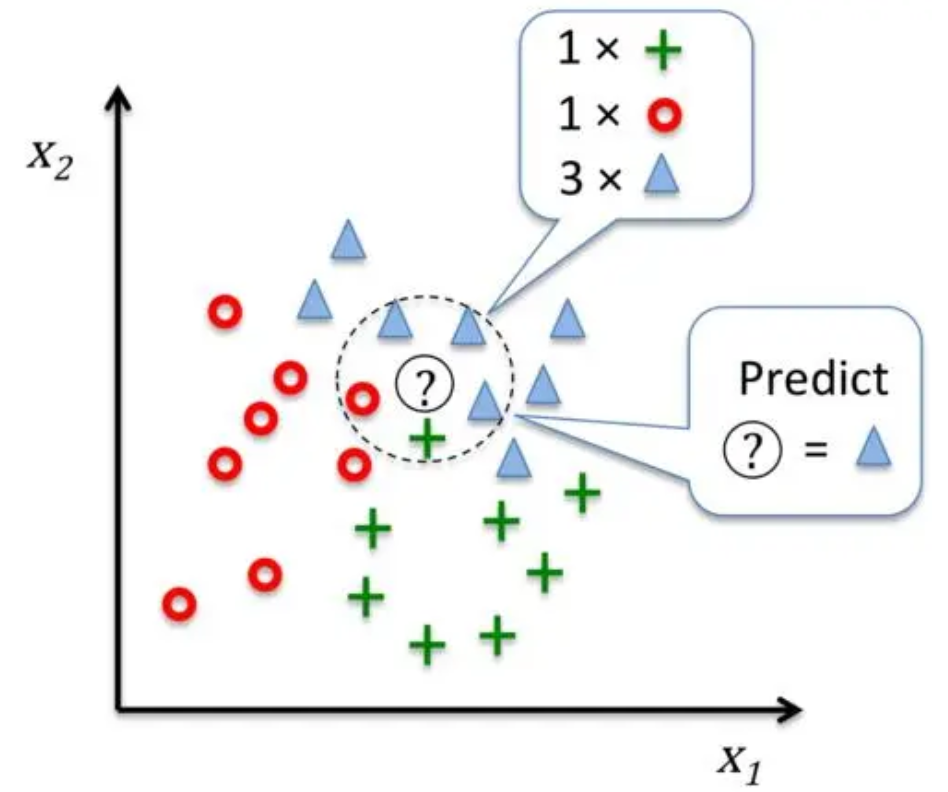 1 ×
1 ×
3 ×
x₂
?
Predict
? =
x₁